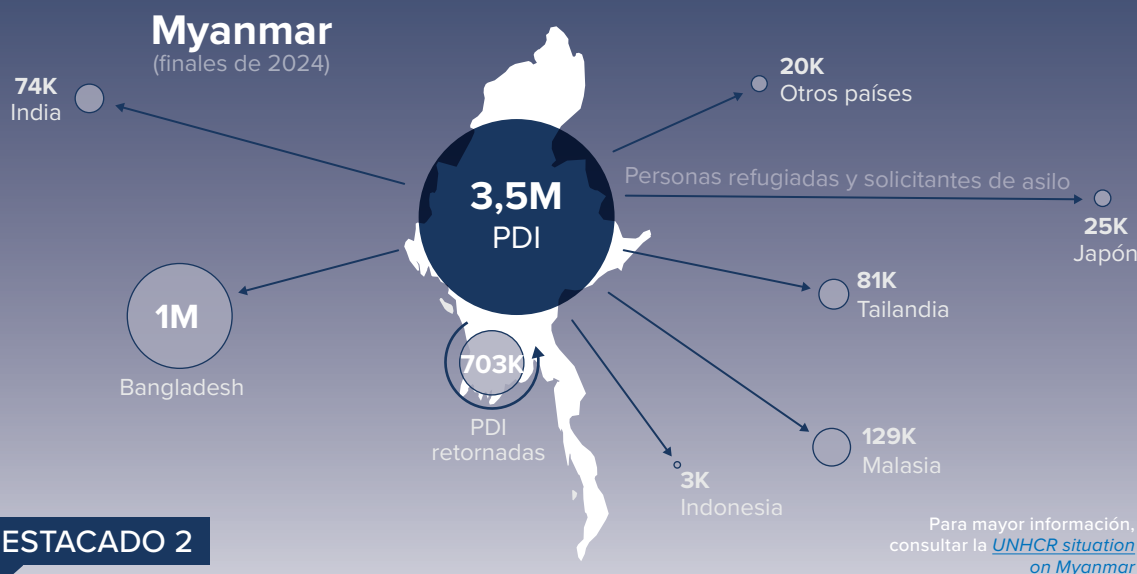 Myanmar
(finales de 2024)
74K
India
20K
Otros países
Personas refugiadas y solicitantes de asilo
25K
Japón
3,5M
PDI
81K
Tailandia
1M
Bangladesh
703K
PDI
retornadas
129K
Malasia
3K
Indonesia
ESTACADO 2
Para mayor información,
consultar la UNHCR situation
on Myanmar